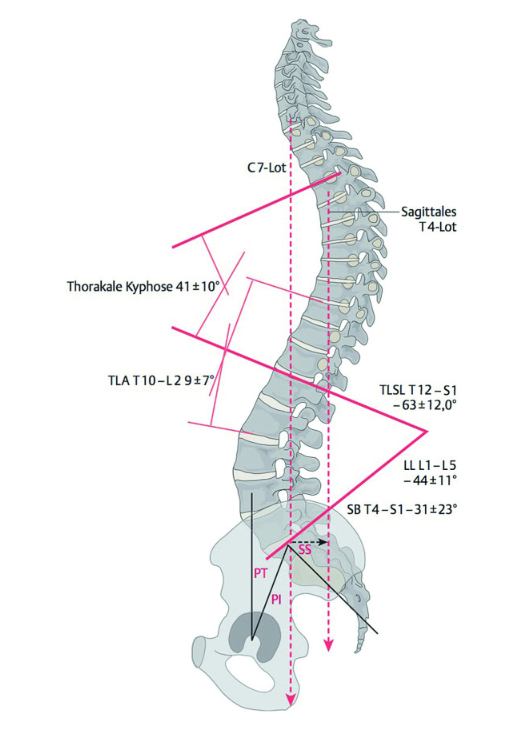 C7-Lot
Sagittales
T4-Lot
Thorakale Kyphose 41±10°
TLA T10–L2 9±7°
TLSL T12–S1
–63±12,0°
LL L1–L5
–44±11°
SB T4–S1–31±23°
SS
PT
PI